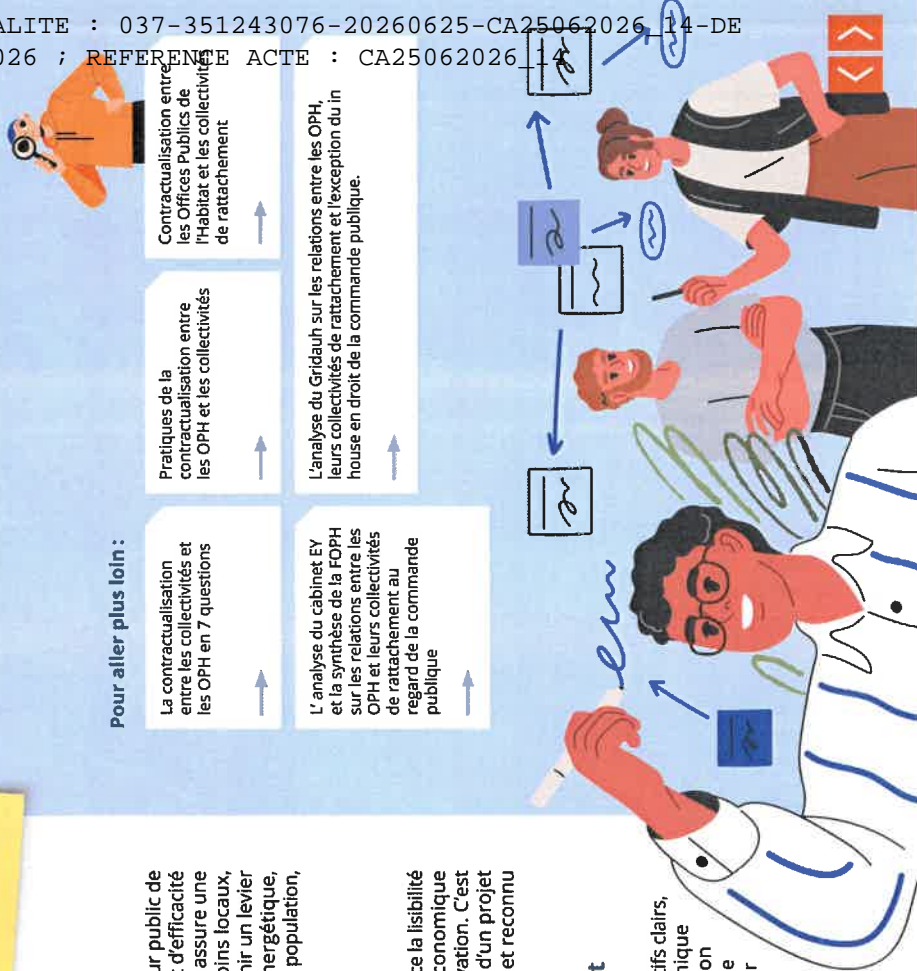 ALITE : 037-351243076-20260625-CA25062026_14-DE
026 ; REFERENCE ACTE : CA25062026_14
Pour aller plus loin :
La contractualisation
entre les collectivités et
les OPH en 7 questions
Pratiques de la
contractualisation entre
les OPH et les collectivités
Contractualisation entre
les Offices Publics de
l'Habitat et les collectivités
de rattachement
L'analyse du cabinet EY
et la synthèse de la FOPH
sur les relations entre les
OPH et leurs collectivités
de rattachement au
regard de la commande
publique
L'analyse du Gridauh sur les relations entre les OPH,
leurs collectivités de rattachement et l'exception du in
house en droit de la commande publique.
ur public de
d'efficacité
assure une
oins locaux,
nir un levier
nergétique,
population,
ce la lisibilité
conomique
vation. C'est
d'un projet
et reconnu
t
tifs clairs,
nique
on
e
r